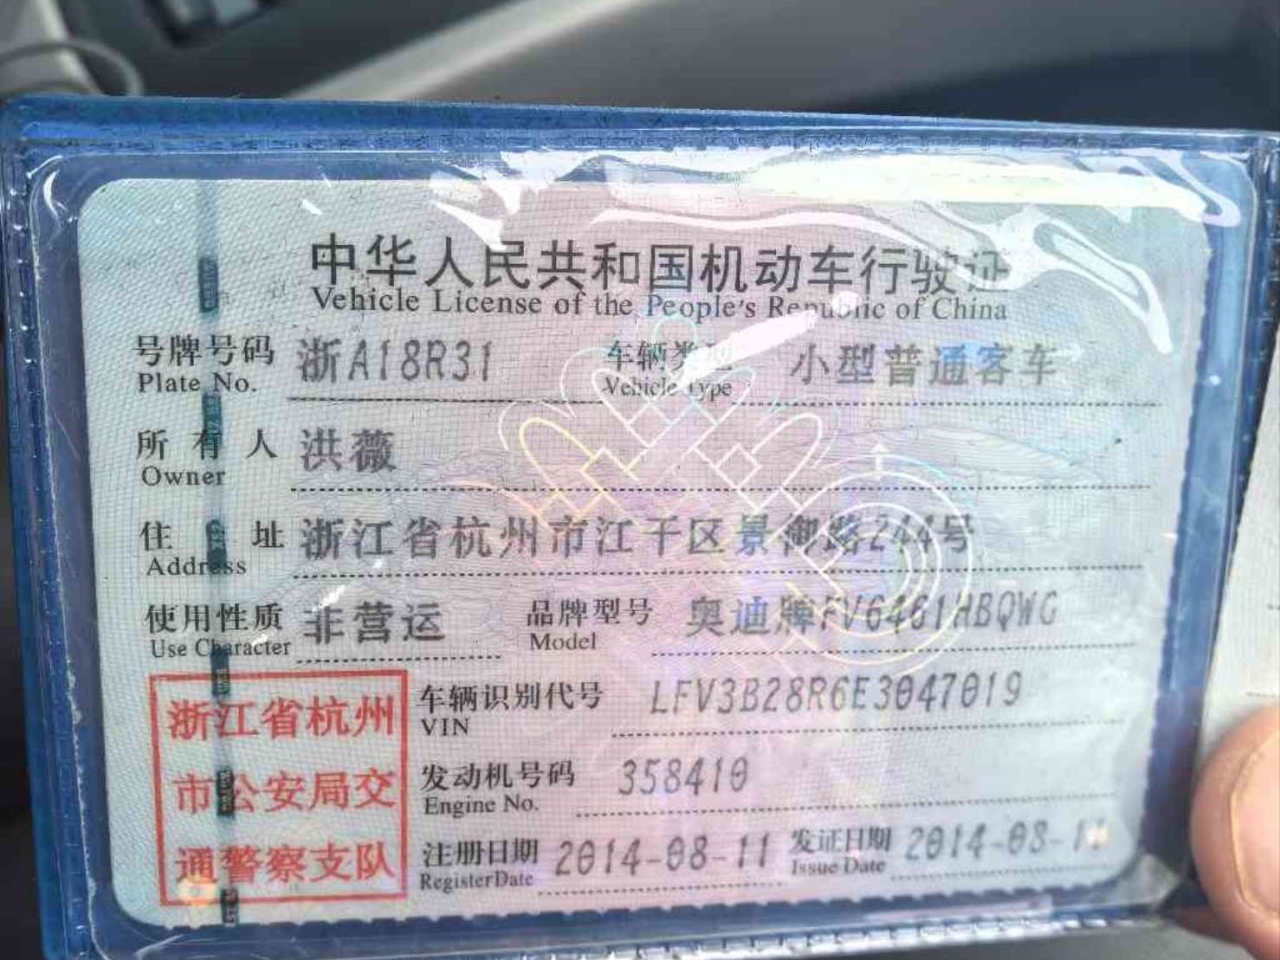 中华人民共和国机动车行驶证
Vehicle License of the People's Republic of China
号牌号码 浙A18R31 车辆类型 小型普通客车
Plate No. Vehicle Type
所有人 洪薇
Owner
住址 浙江省杭州市江干区景御路244号
Address
使用性质 非营运 品牌型号 奥迪牌FV6461HBQWG
Use Character Model
浙江省杭州
市公安局交
通警察支队
车辆识别代号 LFV3B28R6E3047019
VIN
发动机号码 358410
Engine No.
注册日期 2014-08-11 发证日期 2014-08-11
Register Date Issue Date